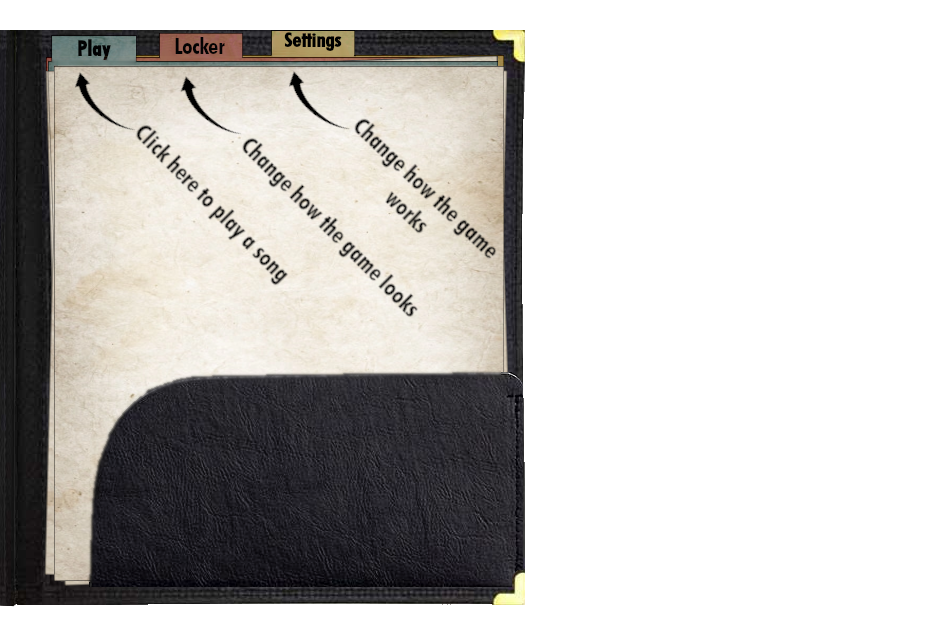 Play
Locker
Settings
Click here to play a song
Change how the game looks
Change how the game
works